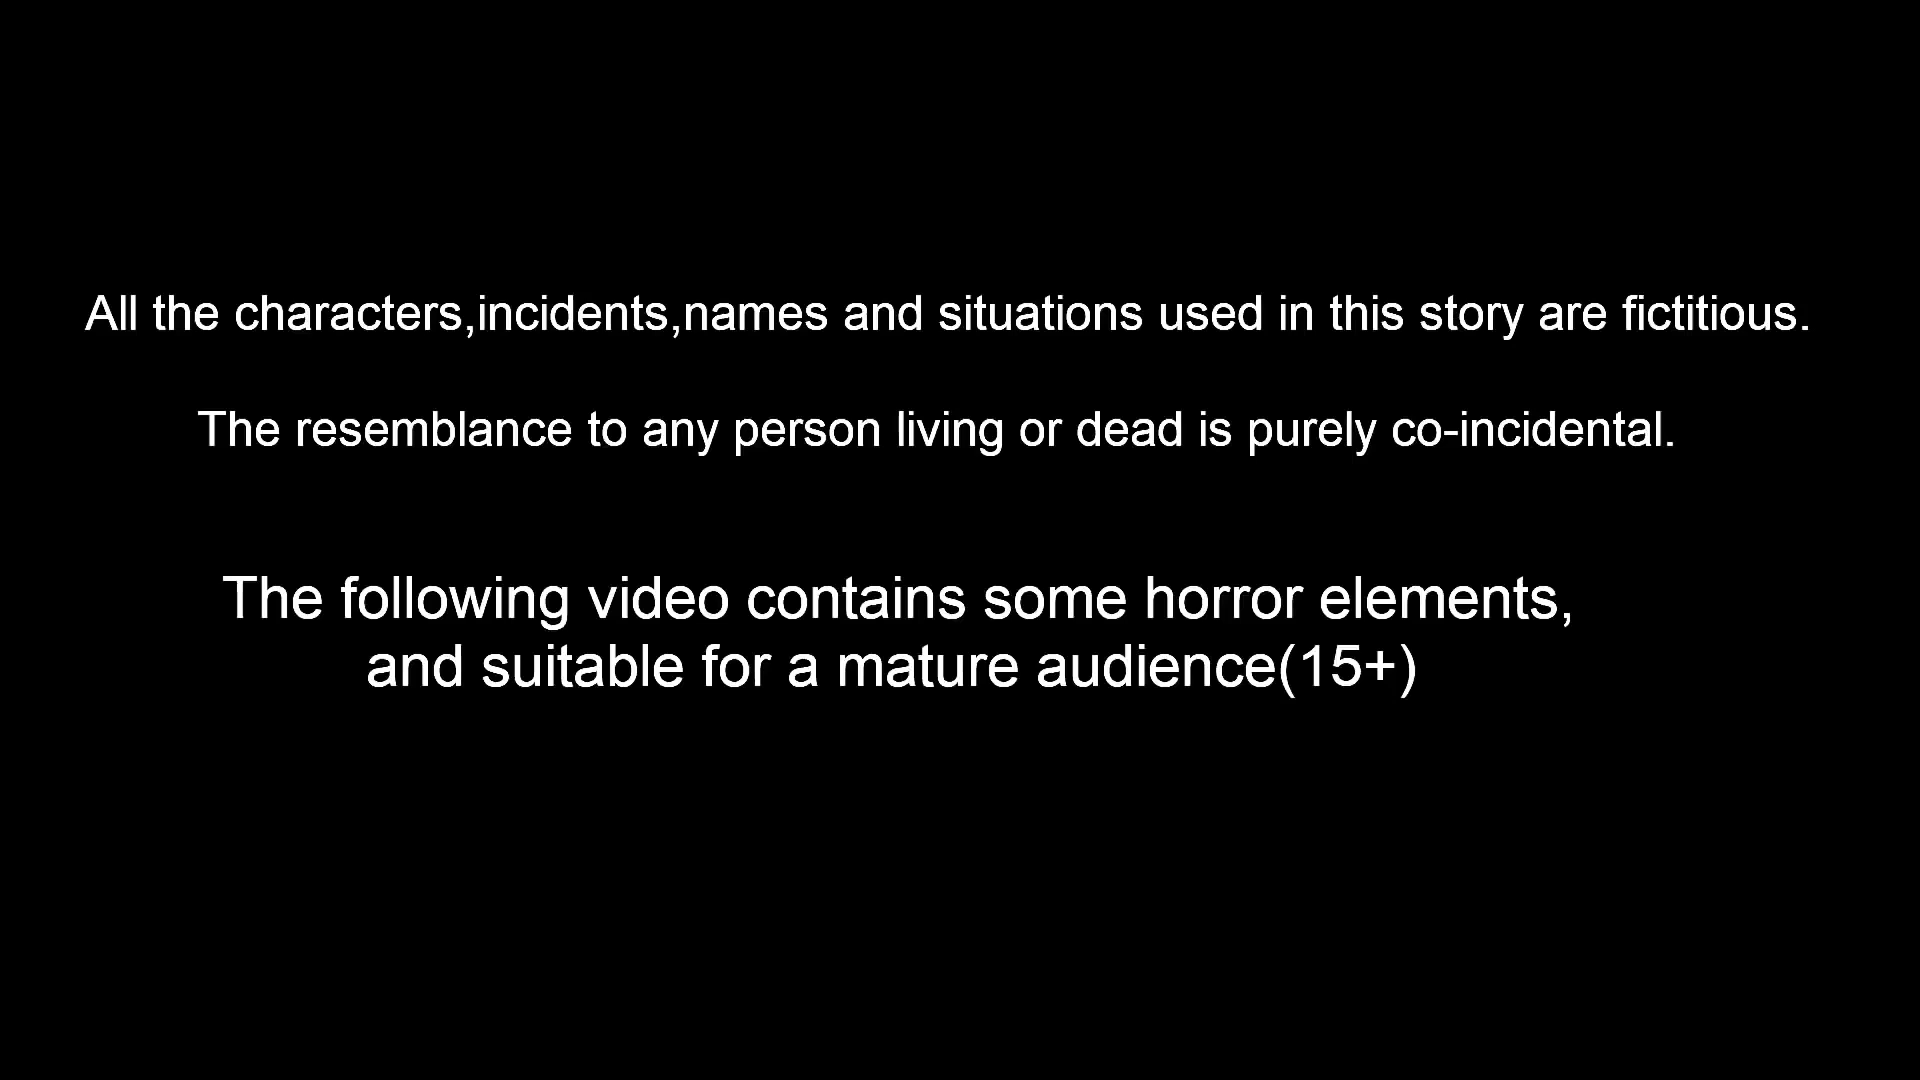 All the characters,incidents,names and situations used in this story are fictitious.
The resemblance to any person living or dead is purely co-incidental.
The following video contains some horror elements,
and suitable for a mature audience(15+)